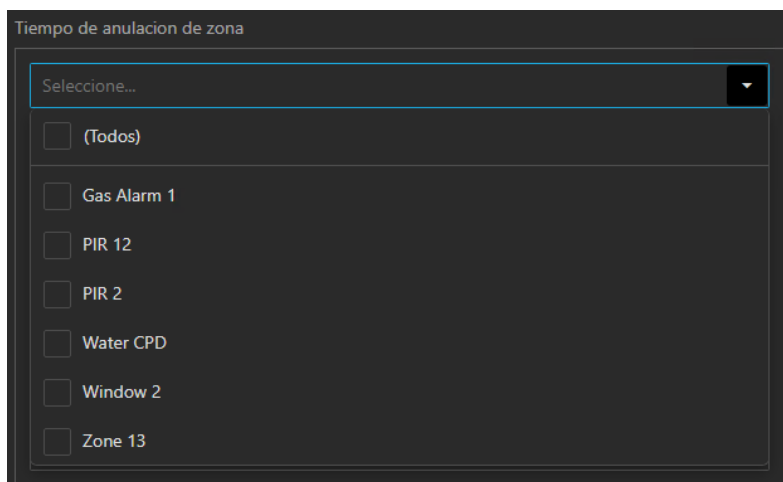 Tiempo de anulacion de zona
Seleccione...
(Todos)
Gas Alarm 1
PIR 12
PIR 2
Water CPD
Window 2
Zone 13